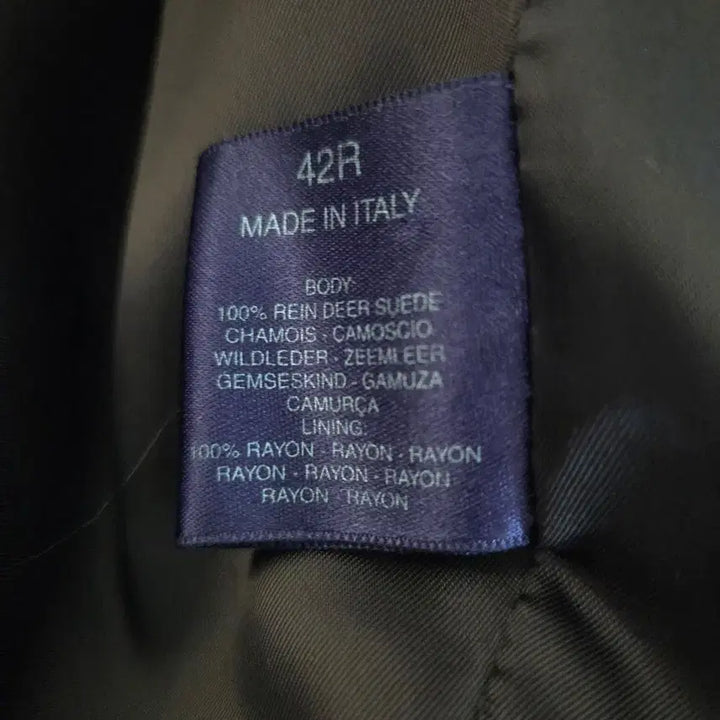 42R
MADE IN ITALY
BODY:
100% REIN DEER SUEDE
CHAMOIS - CAMOSCIO
WILDLEDER - ZEEMLEER
GEMSESKIND - GAMUZA
CAMURÇA
LINING:
100% RAYON - RAYON - RAYON
RAYON - RAYON - RAYON
RAYON - RAYON